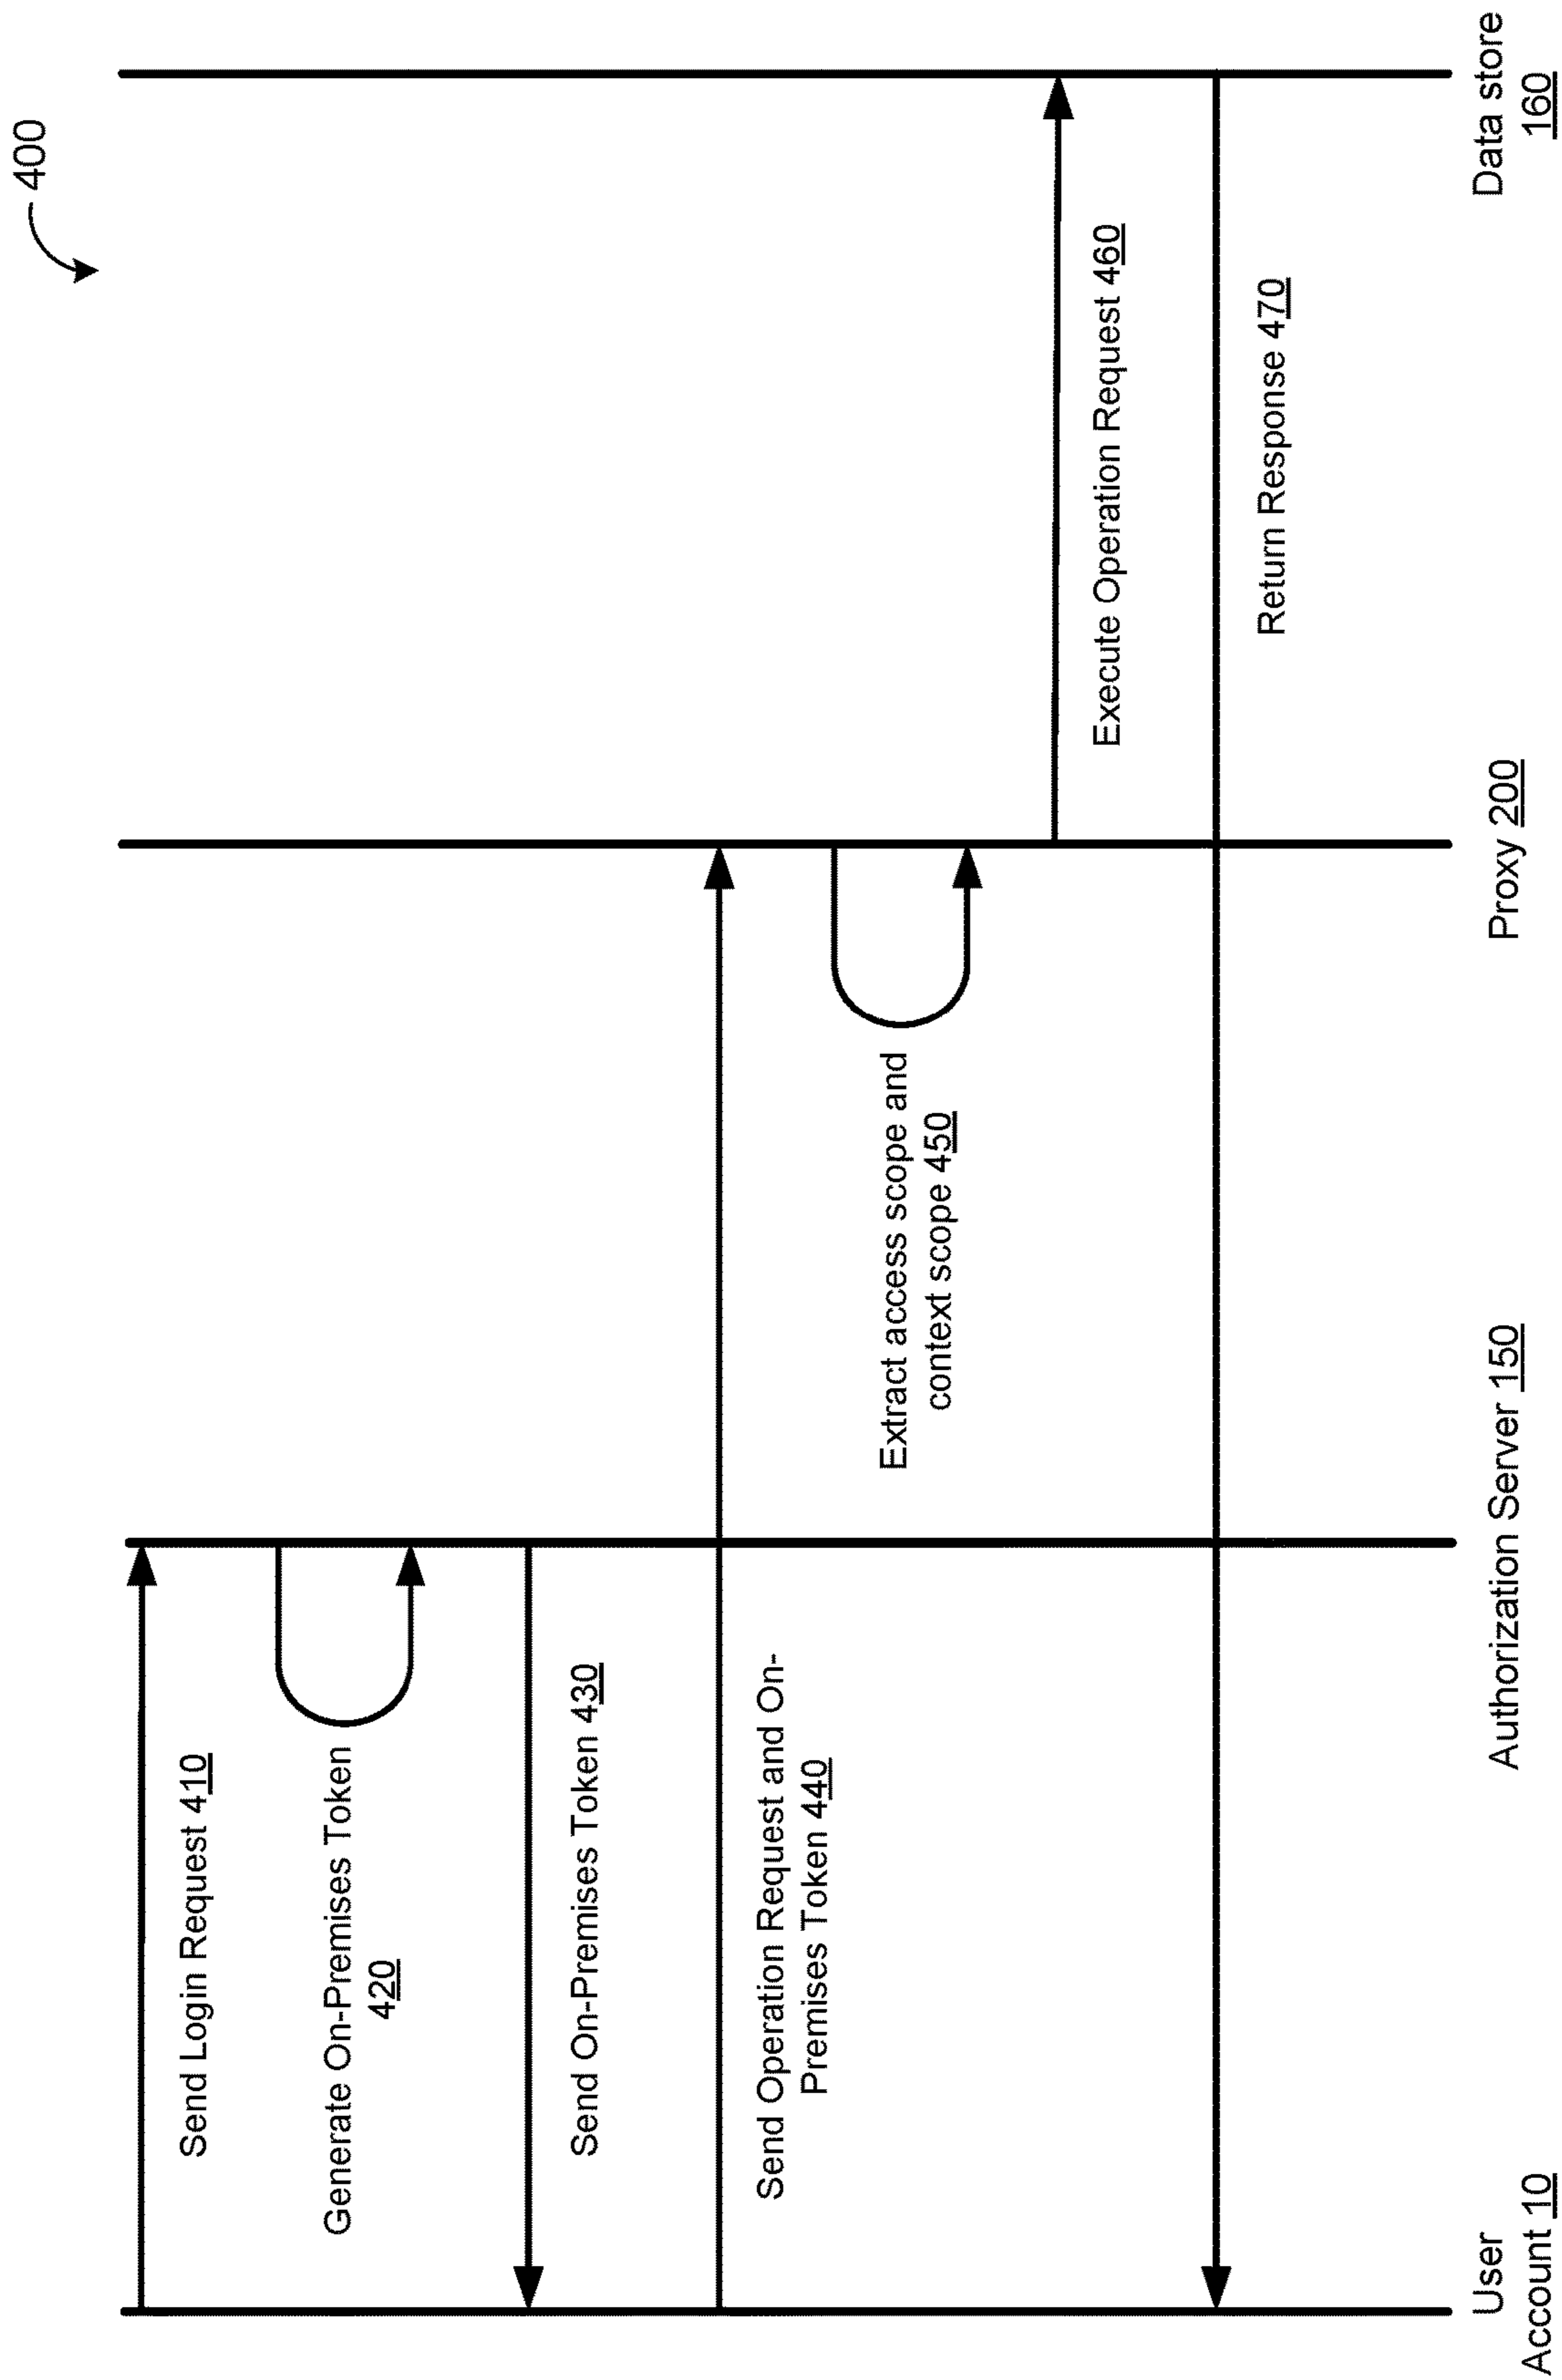 400
Send Login Request 410
Generate On-Premises Token
420
Send On-Premises Token 430
Send Operation Request and On-
Premises Token 440
Extract access scope and
context scope 450
Execute Operation Request 460
Return Response 470
User
Account 10
Authorization Server 150
Proxy 200
Data store
160